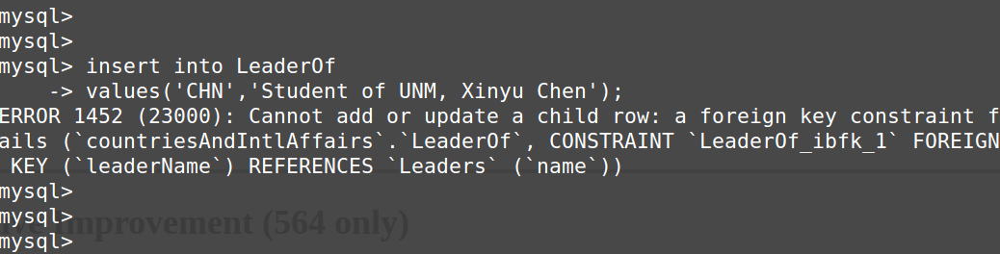 mysql>
mysql>
mysql> insert into LeaderOf
-> values('CHN','Student of UNM, Xinyu Chen');
ERROR 1452 (23000): Cannot add or update a child row: a foreign key constraint f
ails (`countriesAndIntlAffairs`.`LeaderOf`, CONSTRAINT `LeaderOf_ibfk_1` FOREIGN
KEY (`leaderName`) REFERENCES `Leaders` (`name`))
mysql>
mysql>
Improvement (564 only)
mysql>